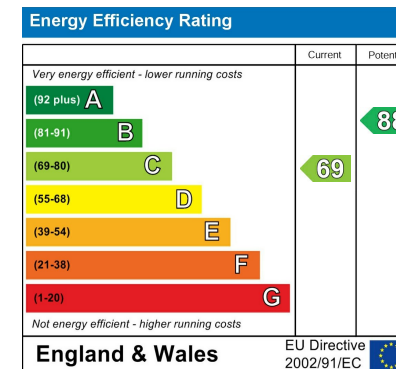 Energy Efficiency Rating
Current
Very energy efficient - lower running costs
(92 plus) A
(81-91) B
88
(69-80) C
69
(55-68) D
(39-54) E
(21-38) F
(1-20) G
Not energy efficient - higher running costs
England & Wales
EU Directive
2002/91/EC